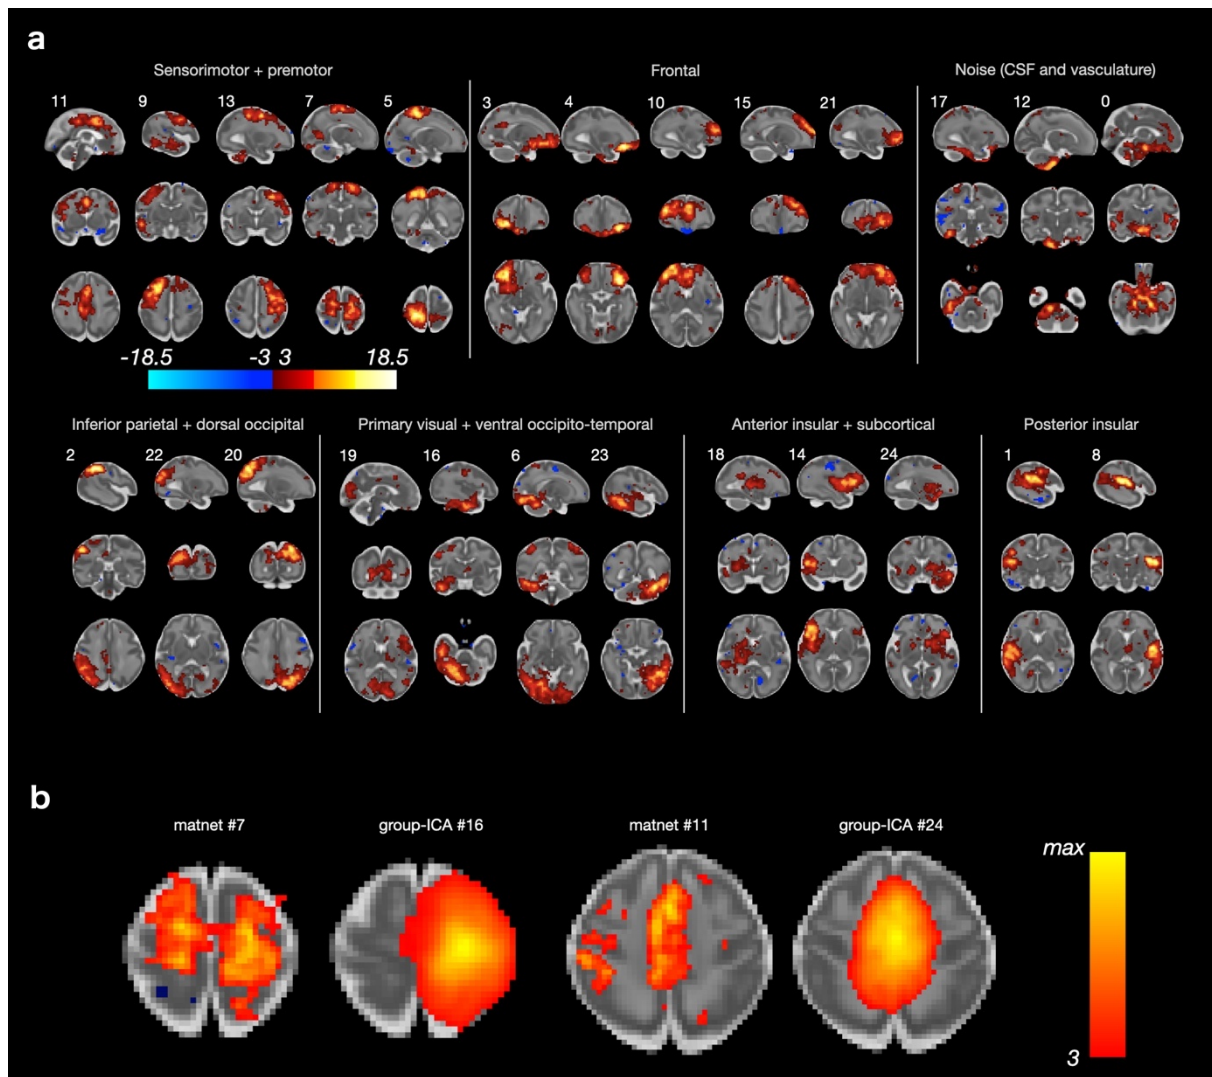 a
Sensorimotor + premotor
Frontal
Noise (CSF and vasculature)
11 9 13 7 5 3 4 10 15 21 17 12 0
-18.5 -3 3 18.5
Inferior parietal + dorsal occipital
Primary visual + ventral occipito-temporal
Anterior insular + subcortical
Posterior insular
2 22 20 19 16 6 23 18 14 24 1 8
b
matnet #7
group-ICA #16
matnet #11
group-ICA #24
max
3